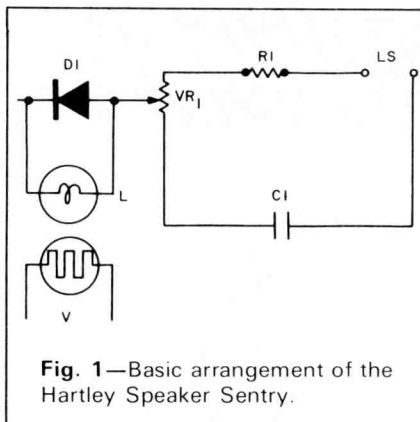 D1
R1
LS
VR1
L
C1
V
Fig. 1—Basic arrangement of the
Hartley Speaker Sentry.